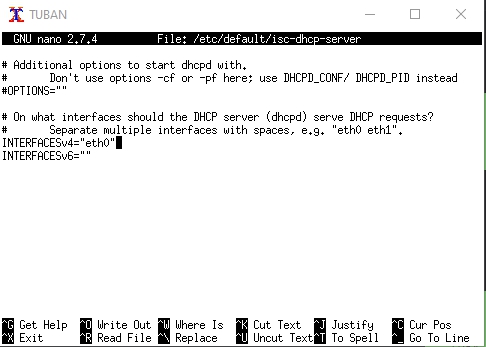 TUBAN
GNU nano 2.7.4 File: /etc/default/isc-dhcp-server
# Additional options to start dhcpd with.
# Don't use options -cf or -pf here; use DHCPD_CONF/ DHCPD_PID instead
#OPTIONS=""
# On what interfaces should the DHCP server (dhcpd) serve DHCP requests?
# Separate multiple interfaces with spaces, e.g. "eth0 eth1".
INTERFACESv4="eth0"
INTERFACESv6=""
^G Get Help ^O Write Out ^W Where Is ^K Cut Text ^J Justify ^C Cur Pos
^X Exit ^R Read File ^\ Replace ^U Uncut Text ^T To Spell ^_ Go To Line